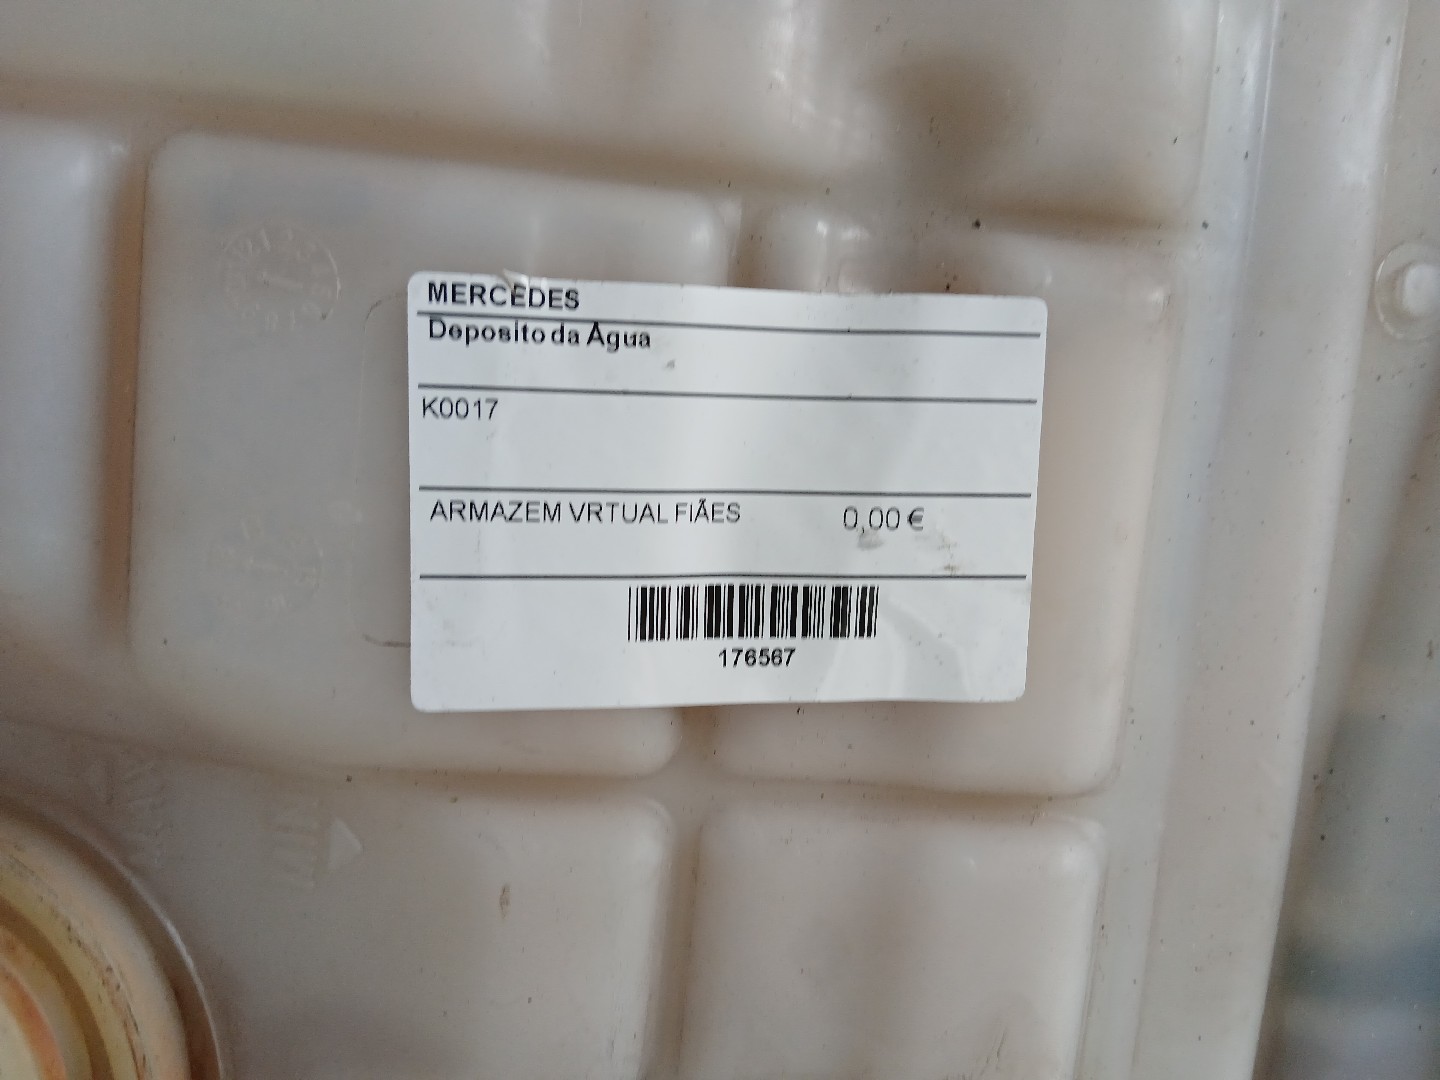 MERCEDES
Deposito da Água
K0017
ARMAZEM VRTUAL FIÃES 0,00 €
176567